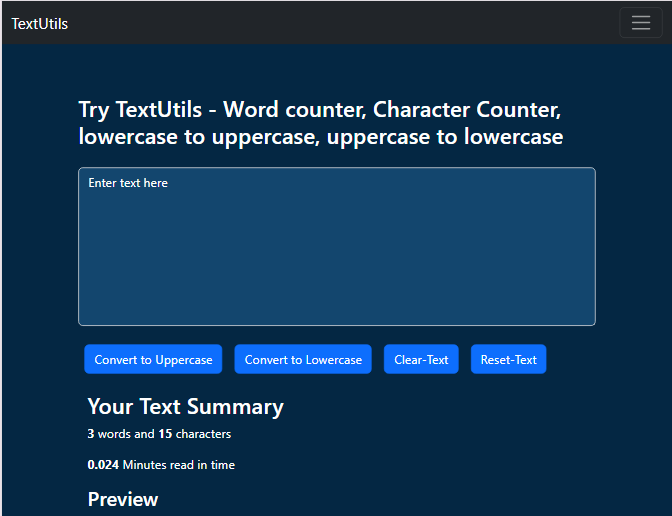 TextUtils
Try TextUtils - Word counter, Character Counter,
lowercase to uppercase, uppercase to lowercase
Enter text here
Convert to Uppercase Convert to Lowercase Clear-Text Reset-Text
Your Text Summary
3 words and 15 characters
0.024 Minutes read in time
Preview